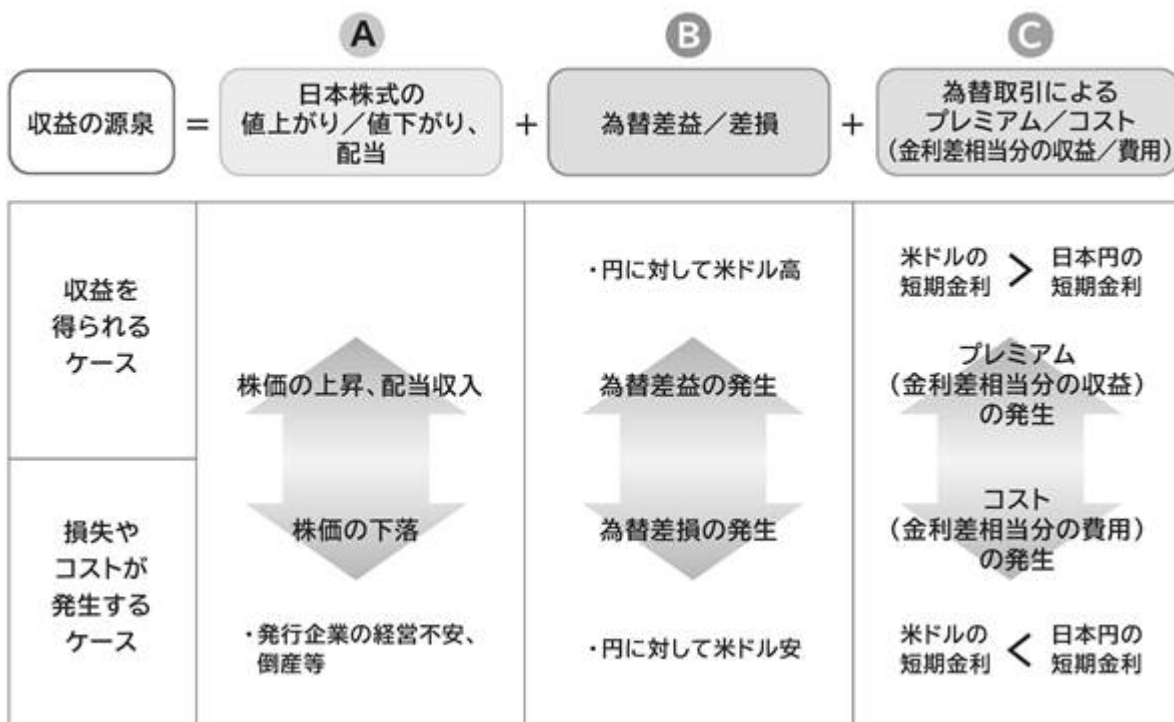 A
B
C
収益の源泉
=
日本株式の
値上がり／値下がり、
配当
+
為替差益／差損
+
為替取引による
プレミアム／コスト
(金利差相当分の収益／費用)
収益を
得られる
ケース
株価の上昇、配当収入
・円に対して米ドル高
為替差益の発生
米ドルの
短期金利
>
日本円の
短期金利
プレミアム
(金利差相当分の収益)
の発生
損失や
コストが
発生する
ケース
株価の下落
・発行企業の経営不安、
倒産等
為替差損の発生
・円に対して米ドル安
コスト
(金利差相当分の費用)
の発生
米ドルの
短期金利
<
日本円の
短期金利